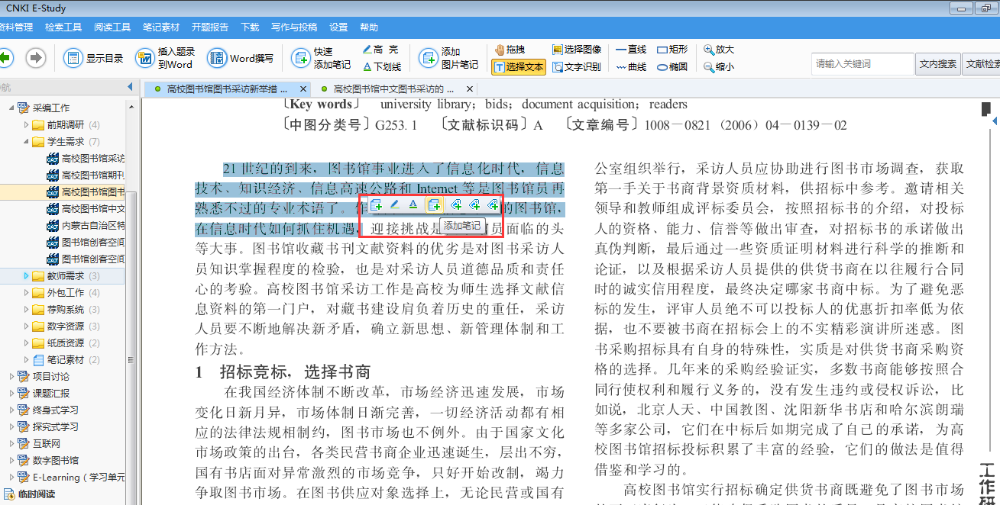 CNKI E-Study
资料管理 检索工具 阅读工具 笔记素材 开题报告 下载 写作与投稿 设置 帮助
显示目录 插入题录到Word Word撰写 快速添加笔记 高 亮 下划线 添加图片笔记 拖拽 选择文本 选择图像 文字识别 直线 曲线 矩形 椭圆 放大 缩小 请输入关键词 文内搜索 文献检索
航
高校图书馆图书采访新举措 ... 高校图书馆中文图书采访的 ...
采编工作
前期调研 (4)
学生需求 (7)
高校图书馆采访
高校图书馆期刊
高校图书馆图书
高校图书馆中文
内蒙古自治区特
图书馆创客空间
图书馆创客空间
教师需求 (3)
外包工作 (4)
荐购系统 (3)
数字资源 (3)
纸质资源 (2)
笔记素材 (2)
项目讨论
课题汇报
终身式学习
探究式学习
互联网
数字图书馆
E-Learning（学习单元
临时阅读
〔Key words〕 university library；bids；document acquisition；readers
〔中图分类号〕G253. 1 〔文献标识码〕A 〔文章编号〕1008－0821（2006）04－0139－02
21 世纪的到来，图书馆事业进入了信息化时代，信息
技术、知识经济、信息高速公路和 Internet 等是图书馆员再
熟悉不过的专业术语了。作 的图书馆，
在信息时代如何抓住机遇，迎接挑战是 员面临的头
添加笔记
等大事。图书馆收藏书刊文献资料的优劣是对图书采访人
员知识掌握程度的检验，也是对采访人员道德品质和责任
心的考验。高校图书馆采访工作是高校为师生选择文献信
息资料的第一门户，对藏书建设肩负着历史的重任，采访
人员要不断地解决新矛盾，确立新思想、新管理体制和工
作方法。
1 招标竞标，选择书商
在我国经济体制不断改革，市场经济迅速发展，市场
变化日新月异，市场体制日渐完善，一切经济活动都有相
应的法律法规相制约，图书市场也不例外。由于国家文化
市场政策的出台，各类民营书商企业迅速诞生，层出不穷，
国有书店面对异常激烈的市场竞争，只好开始改制，竭力
争取图书市场。在图书供应对象选择上，无论民营或国有
公室组织举行，采访人员应协助进行图书市场调查，获取
第一手关于书商背景资质材料，供招标中参考。邀请相关
领导和教师组成评标委员会，按照招标书的介绍，对投标
人的资格、能力、信誉等做出审查，对招标书的承诺做出
真伪判断，最后通过一些资质证明材料进行科学的推断和
论证，以及根据采访人员提供的供货书商在以往履行合同
时的诚实信用程度，最终决定哪家书商中标。为了避免恶
标的发生，评审人员绝不可以投标人的优惠折扣率低为依
据，也不要被书商在招标会上的不实精彩演讲所迷惑。图
书采购招标具有自身的特殊性，实质是对供货书商采购资
格的选择。几年来的采购经验证实，多数书商能够按照合
同行使权利和履行义务的，没有发生违约或侵权诉讼，比
如说，北京人天、中国教图、沈阳新华书店和哈尔滨朗瑞
等多家公司，它们在中标后如期完成了自己的承诺，为高
校图书馆招标投标积累了丰富的经验，它们的做法是值得
借鉴和学习的。
高校图书馆实行招标确定供货书商既避免了图书市场
工作研